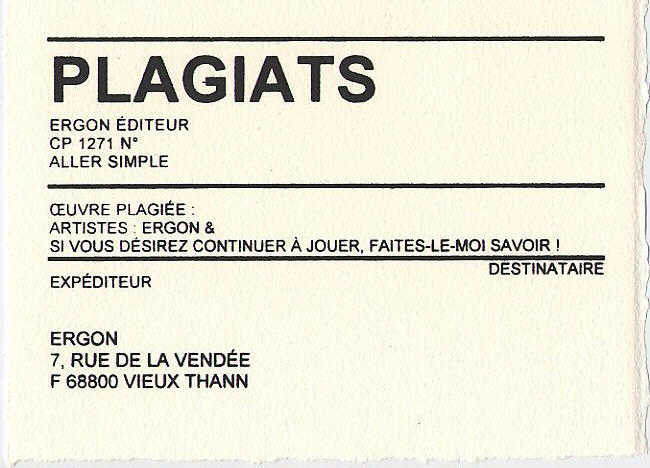 PLAGIATS
ERGON ÉDITEUR
CP 1271 N°
ALLER SIMPLE
ŒUVRE PLAGIÉE :
ARTISTES : ERGON &
SI VOUS DÉSIREZ CONTINUER À JOUER, FAITES-LE-MOI SAVOIR !
DESTINATAIRE
EXPÉDITEUR
ERGON
7, RUE DE LA VENDÉE
F 68800 VIEUX THANN